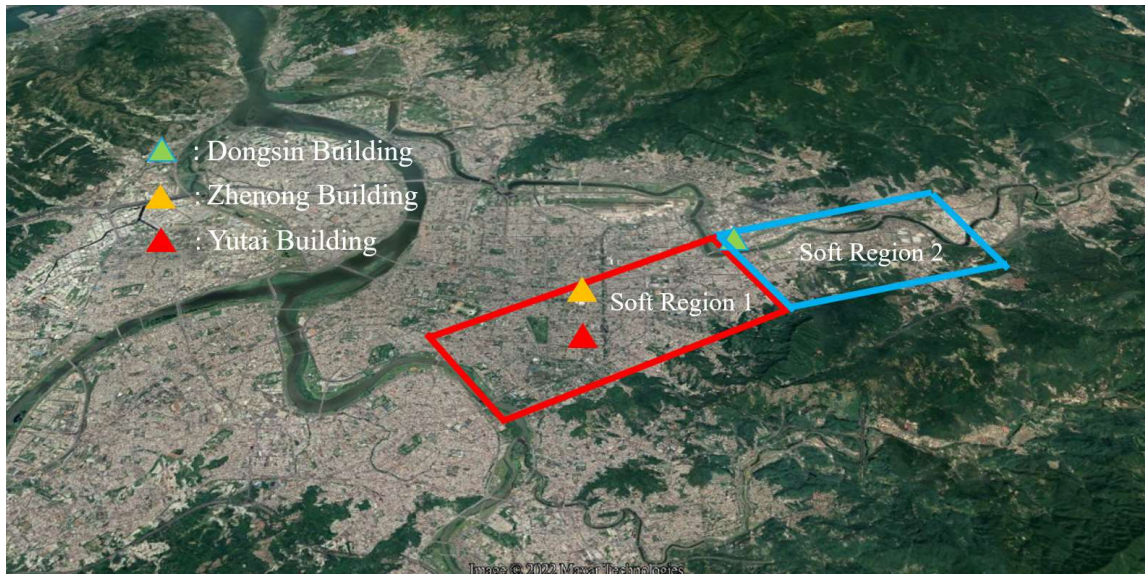 : Dongsin Building
: Zhenong Building
: Yutai Building
Soft Region 2
Soft Region 1
Image © 2022 Maxar Technologies